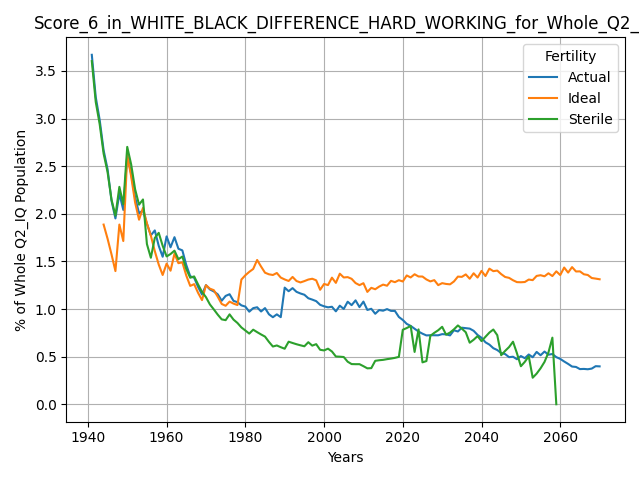 Score_6_in_WHITE_BLACK_DIFFERENCE_HARD_WORKING_for_Whole_Q2_
Fertility
Actual
Ideal
Sterile
% of Whole Q2_IQ Population
3.5
3.0
2.5
2.0
1.5
1.0
0.5
0.0
1940 1960 1980 2000 2020 2040 2060
Years